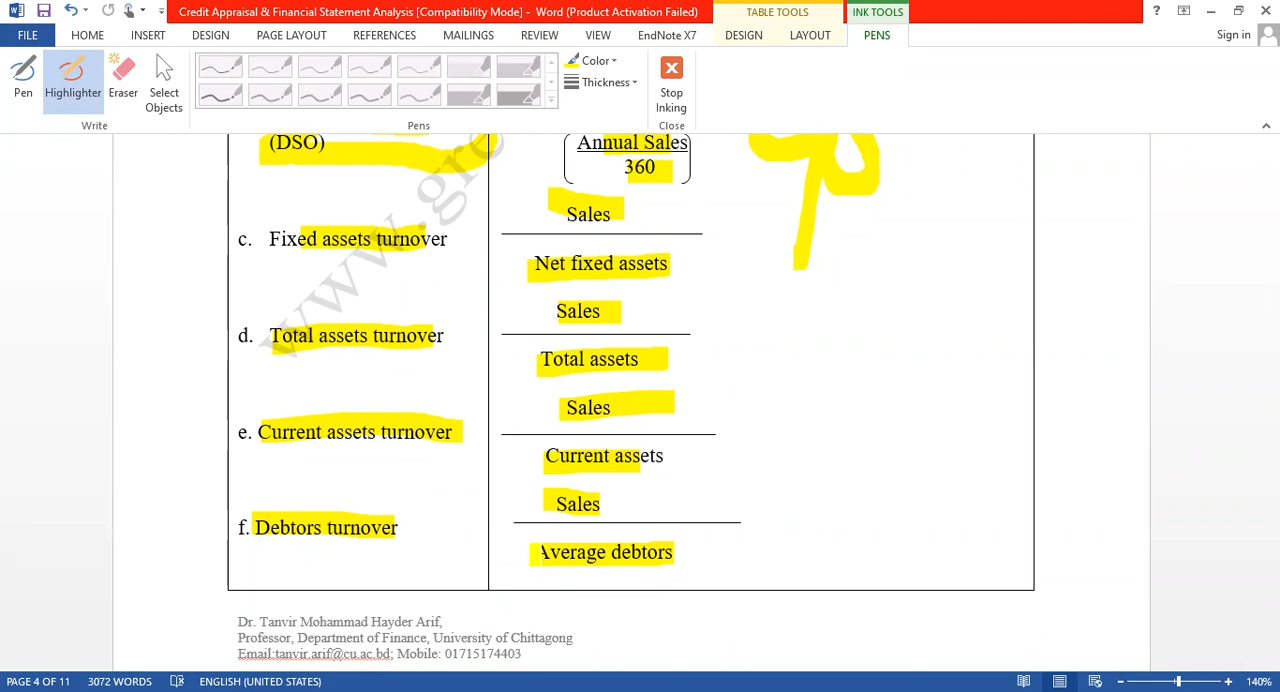 Credit Appraisal & Financial Statement Analysis [Compatibility Mode] - Word (Product Activation Failed)
TABLE TOOLS
INK TOOLS
FILE HOME INSERT DESIGN PAGE LAYOUT REFERENCES MAILINGS REVIEW VIEW EndNote X7 DESIGN LAYOUT PENS Sign in
Pen Highlighter Eraser Select Objects
Color
Thickness
Stop Inking
Write Pens Close
(DSO)
Annual Sales
360
www.gre
Sales
c. Fixed assets turnover
Net fixed assets
Sales
d. Total assets turnover
Total assets
Sales
e. Current assets turnover
Current assets
Sales
f. Debtors turnover
Average debtors
Dr. Tanvir Mohammad Hayder Arif,
Professor, Department of Finance, University of Chittagong
Email:tanvir.arif@cu.ac.bd; Mobile: 01715174403
PAGE 4 OF 11 3072 WORDS ENGLISH (UNITED STATES) 140%